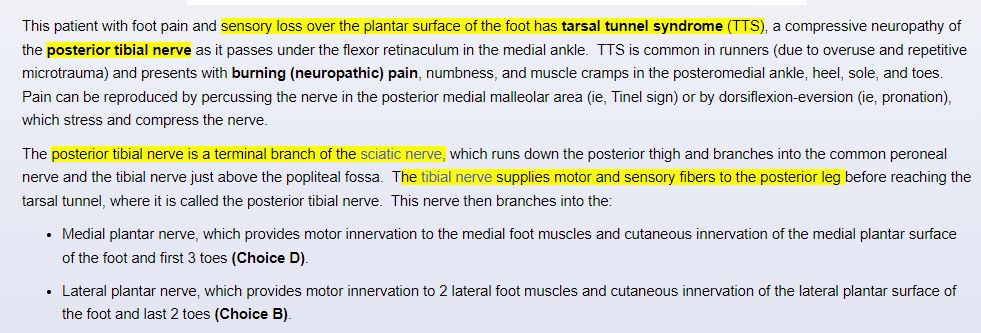 This patient with foot pain and sensory loss over the plantar surface of the foot has tarsal tunnel syndrome (TTS), a compressive neuropathy of
the posterior tibial nerve as it passes under the flexor retinaculum in the medial ankle. TTS is common in runners (due to overuse and repetitive
microtrauma) and presents with burning (neuropathic) pain, numbness, and muscle cramps in the posteromedial ankle, heel, sole, and toes.
Pain can be reproduced by percussing the nerve in the posterior medial malleolar area (ie, Tinel sign) or by dorsiflexion-eversion (ie, pronation),
which stress and compress the nerve.
The posterior tibial nerve is a terminal branch of the sciatic nerve, which runs down the posterior thigh and branches into the common peroneal
nerve and the tibial nerve just above the popliteal fossa. The tibial nerve supplies motor and sensory fibers to the posterior leg before reaching the
tarsal tunnel, where it is called the posterior tibial nerve. This nerve then branches into the:
• Medial plantar nerve, which provides motor innervation to the medial foot muscles and cutaneous innervation of the medial plantar surface
of the foot and first 3 toes (Choice D).
• Lateral plantar nerve, which provides motor innervation to 2 lateral foot muscles and cutaneous innervation of the lateral plantar surface of
the foot and last 2 toes (Choice B).